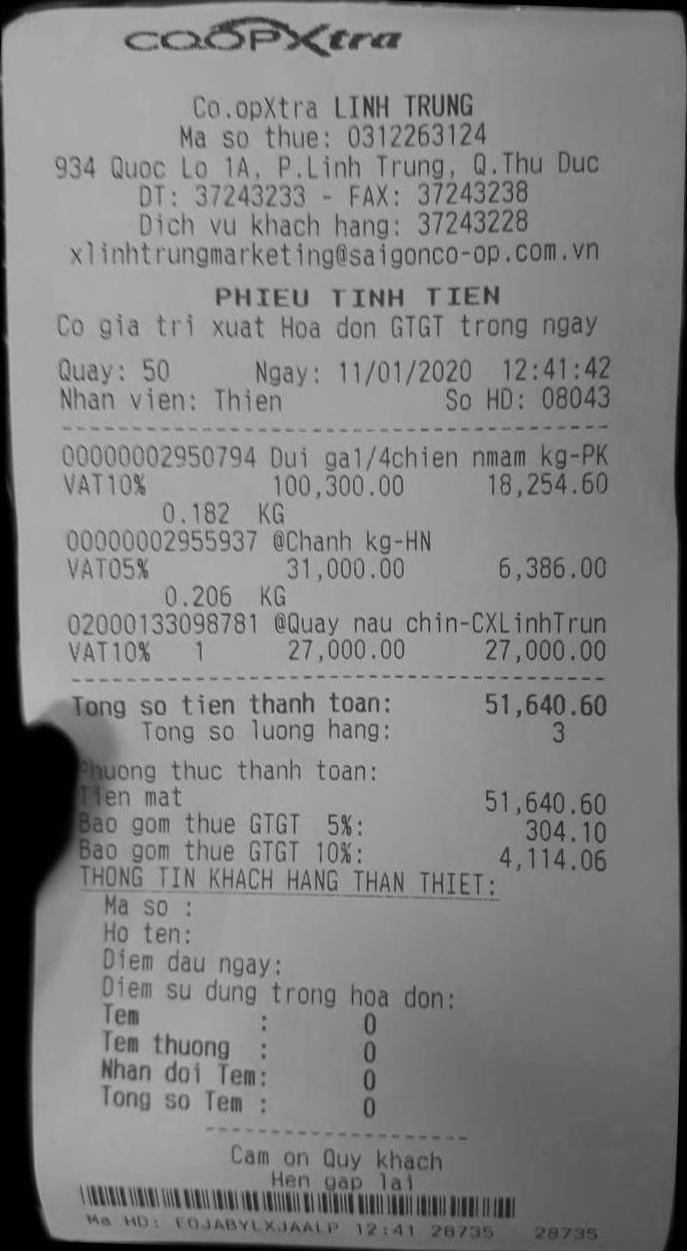 CO.OPXtra
Co.opXtra LINH TRUNG
Ma so thue: 0312263124
934 Quoc Lo 1A, P.Linh Trung, Q.Thu Duc
DT: 37243233 - FAX: 37243238
Dich vu khach hang: 37243228
xlinhtrungmarketing@saigonco-op.com.vn
PHIEU TINH TIEN
Co gia tri xuat Hoa don GTGT trong ngay
Quay: 50 Ngay: 11/01/2020 12:41:42
Nhan vien: Thien So HD: 08043
00000002950794 Dui ga1/4chien nmam kg-PK
VAT10% 100,300.00 18,254.60
0.182 KG
00000002955937 @Chanh kg-HN
VAT05% 31,000.00 6,386.00
0.206 KG
02000133098781 @Quay nau chin-CXLinhTrun
VAT10% 1 27,000.00 27,000.00
Tong so tien thanh toan: 51,640.60
Tong so luong hang: 3
Phuong thuc thanh toan:
Tien mat 51,640.60
Bao gom thue GTGT 5%: 304.10
Bao gom thue GTGT 10%: 4,114.06
THONG TIN KHACH HANG THAN THIET:
Ma so :
Ho ten:
Diem dau ngay:
Diem su dung trong hoa don:
Tem : 0
Tem thuong : 0
Nhan doi Tem: 0
Tong so Tem : 0
Cam on Quy khach
Hen gap lai
Ma HD: EOJABYLXJAALP 12:41 28735 28735